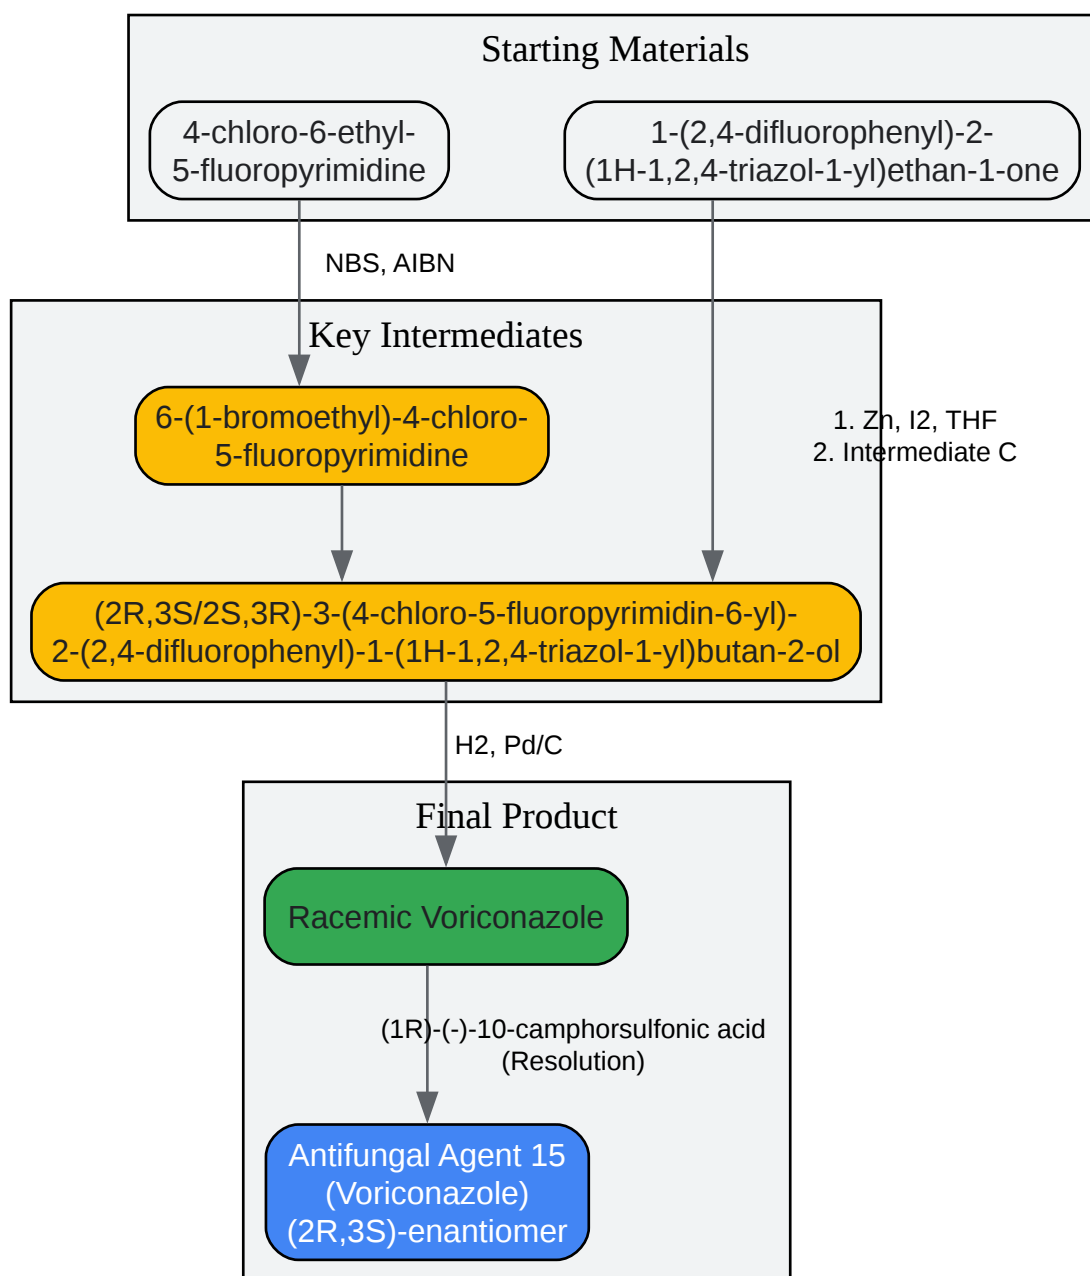 Starting Materials
4-chloro-6-ethyl-
5-fluoropyrimidine
1-(2,4-difluorophenyl)-2-
(1H-1,2,4-triazol-1-yl)ethan-1-one
NBS, AIBN
Key Intermediates
6-(1-bromoethyl)-4-chloro-
5-fluoropyrimidine
1. Zn, I2, THF
2. Intermediate C
(2R,3S/2S,3R)-3-(4-chloro-5-fluoropyrimidin-6-yl)-
2-(2,4-difluorophenyl)-1-(1H-1,2,4-triazol-1-yl)butan-2-ol
H2, Pd/C
Final Product
Racemic Voriconazole
(1R)-(-)-10-camphorsulfonic acid
(Resolution)
Antifungal Agent 15
(Voriconazole)
(2R,3S)-enantiomer